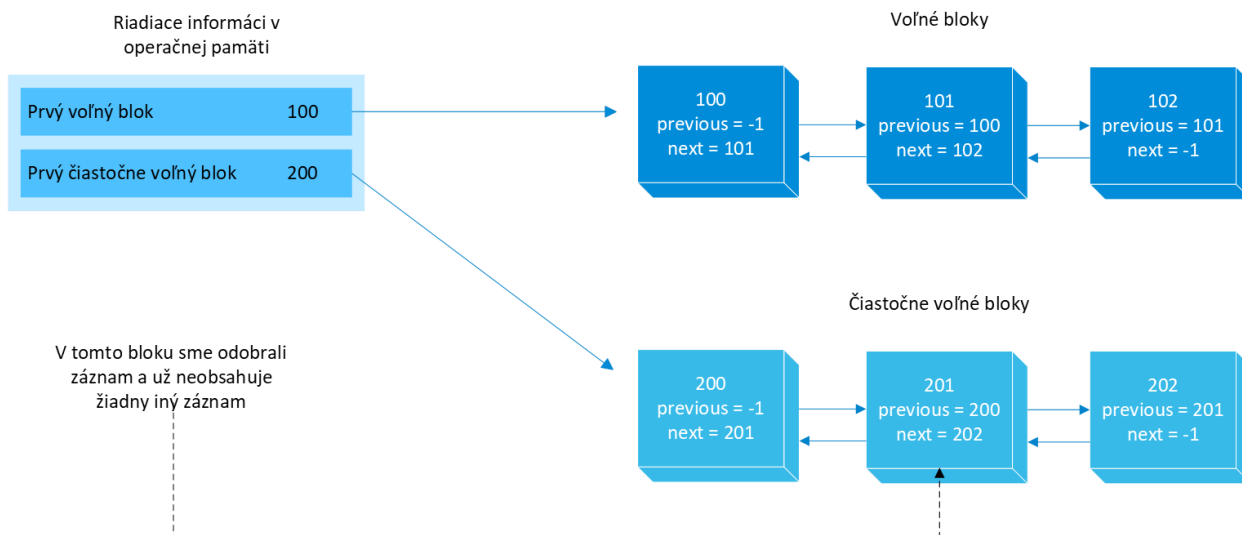 Riadiace informáci v
operačnej pamäti
Prvý voľný blok 100
Prvý čiastočne voľný blok 200
Voľné bloky
100
previous = -1
next = 101
101
previous = 100
next = 102
102
previous = 101
next = -1
Čiastočne voľné bloky
200
previous = -1
next = 201
201
previous = 200
next = 202
202
previous = 201
next = -1
V tomto bloku sme odobrali
záznam a už neobsahuje
žiadny iný záznam